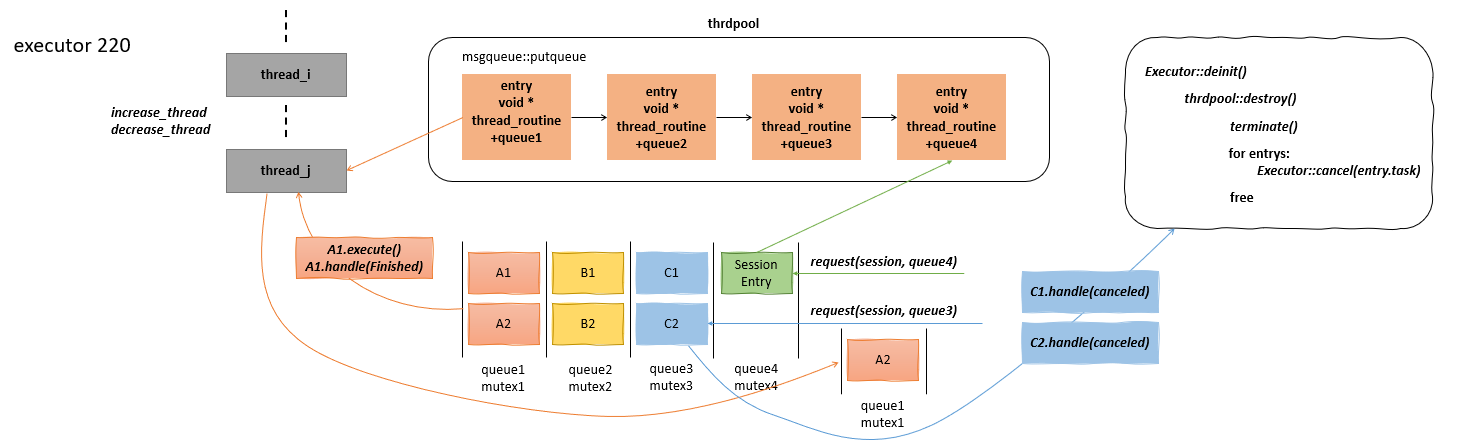 thrdpool
executor 220
thread_i
increase_thread
decrease_thread
thread_j
msgqueue::putqueue
entry
void *
thread_routine
+queue1
entry
void *
thread_routine
+queue2
entry
void *
thread_routine
+queue3
entry
void *
thread_routine
+queue4
Executor::deinit()
thrdpool::destroy()
terminate()
for entrys:
Executor::cancel(entry.task)
free
A1.execute()
A1.handle(Finished)
A1
A2
queue1
mutex1
B1
B2
queue2
mutex2
C1
C2
queue3
mutex3
Session
Entry
queue4
mutex4
request(session, queue4)
request(session, queue3)
A2
queue1
mutex1
C1.handle(canceled)
C2.handle(canceled)